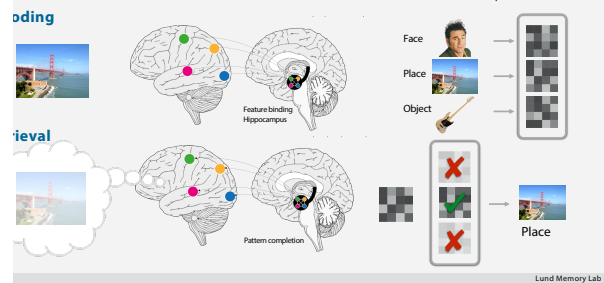 oding
Face
Place
Object
Feature binding
Hippocampus
rieval
Pattern completion
Place
Lund Memory Lab